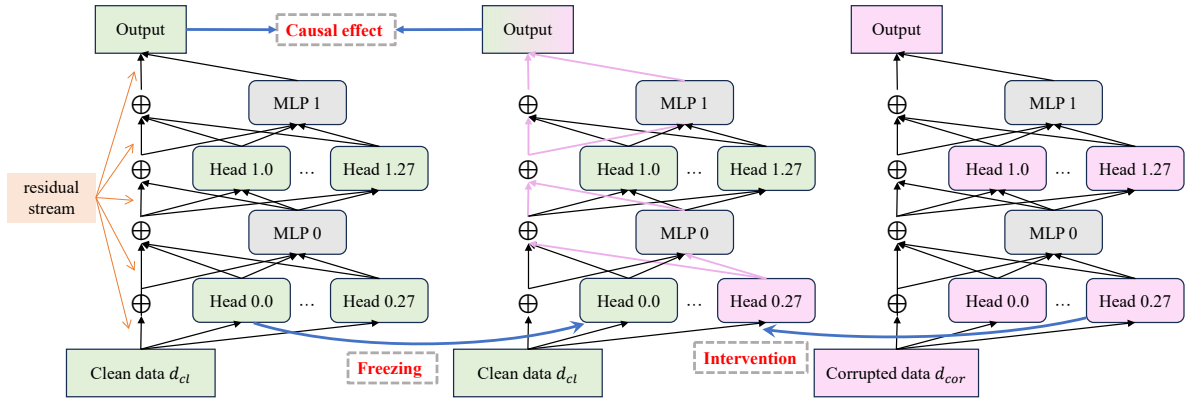 Output
Causal effect
Output
Output
MLP 1
MLP 1
MLP 1
Head 1.0
...
Head 1.27
Head 1.0
...
Head 1.27
Head 1.0
...
Head 1.27
residual
stream
MLP 0
MLP 0
MLP 0
Head 0.0
...
Head 0.27
Head 0.0
...
Head 0.27
Head 0.0
...
Head 0.27
Clean data d_cl
Freezing
Clean data d_cl
Intervention
Corrupted data d_cor